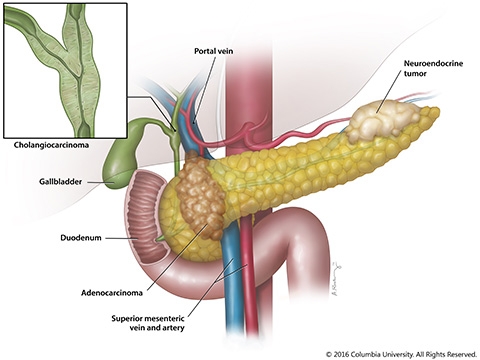 Portal vein
Neuroendocrine
tumor
Cholangiocarcinoma
Gallbladder
Duodenum
Adenocarcinoma
Superior mesenteric
vein and artery
© 2016 Columbia University. All rights reserved.